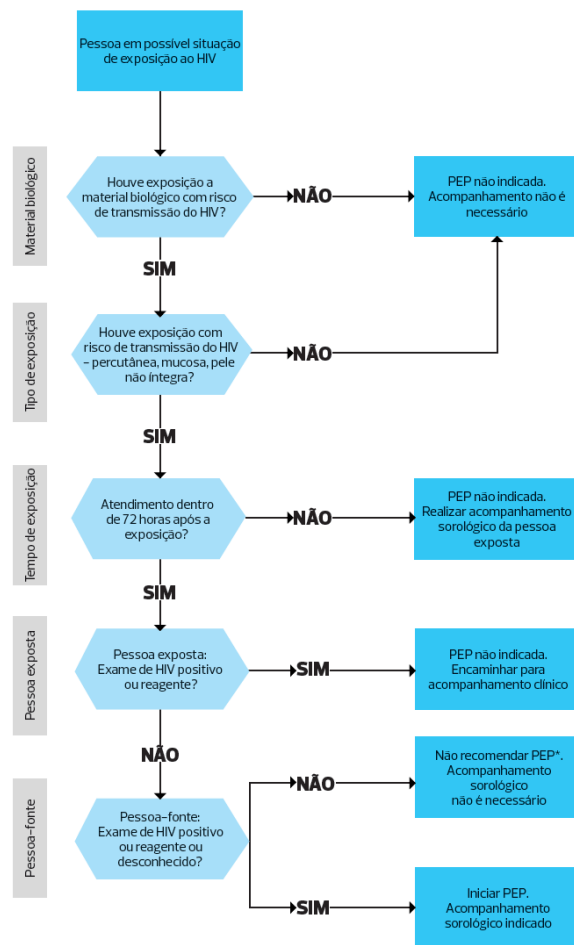 Pessoa em possível situação
de exposição ao HIV
Material biológico
Houve exposição a
material biológico com risco
de transmissão do HIV?
NÃO
PEP não indicada.
Acompanhamento não é
necessário
SIM
Tipo de exposição
Houve exposição com
risco de transmissão do HIV
– percutânea, mucosa, pele
não íntegra?
NÃO
SIM
Tempo de exposição
Atendimento dentro
de 72 horas após a
exposição?
NÃO
PEP não indicada.
Realizar acompanhamento
sorológico da pessoa
exposta
SIM
Pessoa exposta
Pessoa exposta:
Exame de HIV positivo
ou reagente?
SIM
PEP não indicada.
Encaminhar para
acompanhamento clínico
NÃO
Pessoa-fonte
Pessoa-fonte:
Exame de HIV positivo
ou reagente ou
desconhecido?
NÃO
Não recomendar PEP*.
Acompanhamento
sorológico
não é necessário
SIM
Iniciar PEP.
Acompanhamento
sorológico indicado